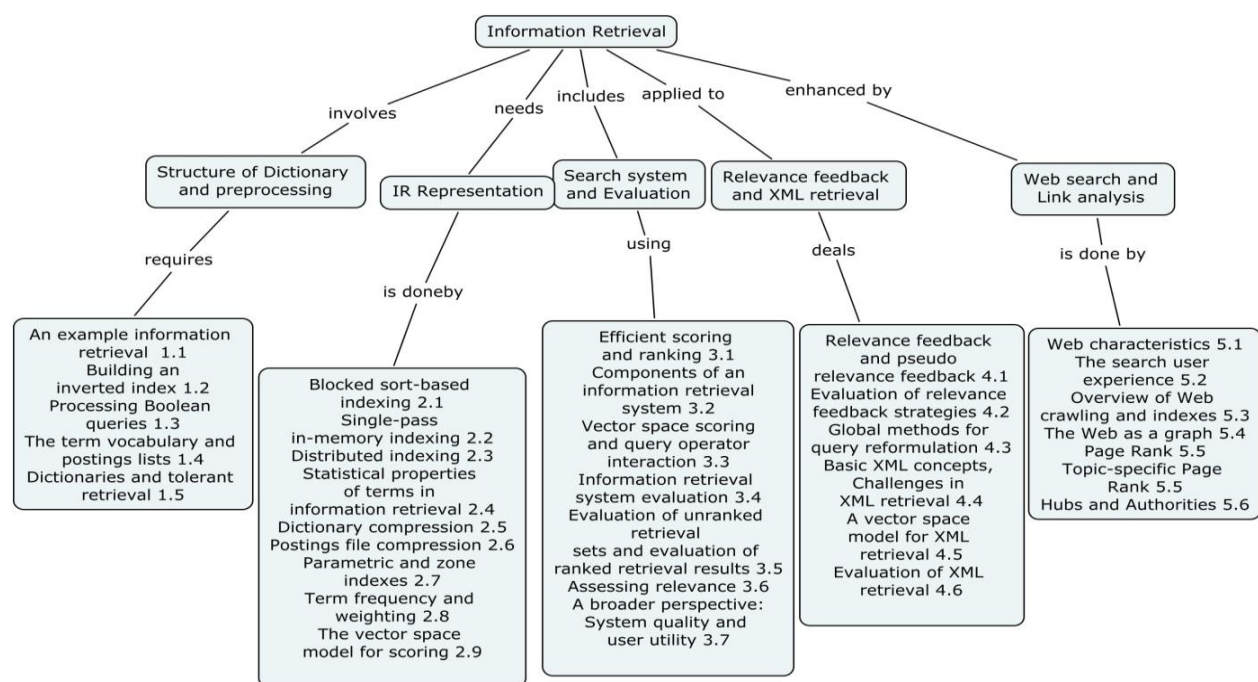 Information Retrieval
involves
needs
includes
applied to
enhanced by
Structure of Dictionary
and preprocessing
IR Representation
Search system
and Evaluation
Relevance feedback
and XML retrieval
Web search and
Link analysis
requires
is doneby
using
deals
is done by
An example information
retrieval 1.1
Building an
inverted index 1.2
Processing Boolean
queries 1.3
The term vocabulary and
postings lists 1.4
Dictionaries and tolerant
retrieval 1.5
Blocked sort-based
indexing 2.1
Single-pass
in-memory indexing 2.2
Distributed indexing 2.3
Statistical properties
of terms in
information retrieval 2.4
Dictionary compression 2.5
Postings file compression 2.6
Parametric and zone
indexes 2.7
Term frequency and
weighting 2.8
The vector space
model for scoring 2.9
Efficient scoring
and ranking 3.1
Components of an
information retrieval
system 3.2
Vector space scoring
and query operator
interaction 3.3
Information retrieval
system evaluation 3.4
Evaluation of unranked
retrieval
sets and evaluation of
ranked retrieval results 3.5
Assessing relevance 3.6
A broader perspective:
System quality and
user utility 3.7
Relevance feedback
and pseudo
relevance feedback 4.1
Evaluation of relevance
feedback strategies 4.2
Global methods for
query reformulation 4.3
Basic XML concepts,
Challenges in
XML retrieval 4.4
A vector space
model for XML
retrieval 4.5
Evaluation of XML
retrieval 4.6
Web characteristics 5.1
The search user
experience 5.2
Overview of Web
crawling and indexes 5.3
The Web as a graph 5.4
Page Rank 5.5
Topic-specific Page
Rank 5.5
Hubs and Authorities 5.6